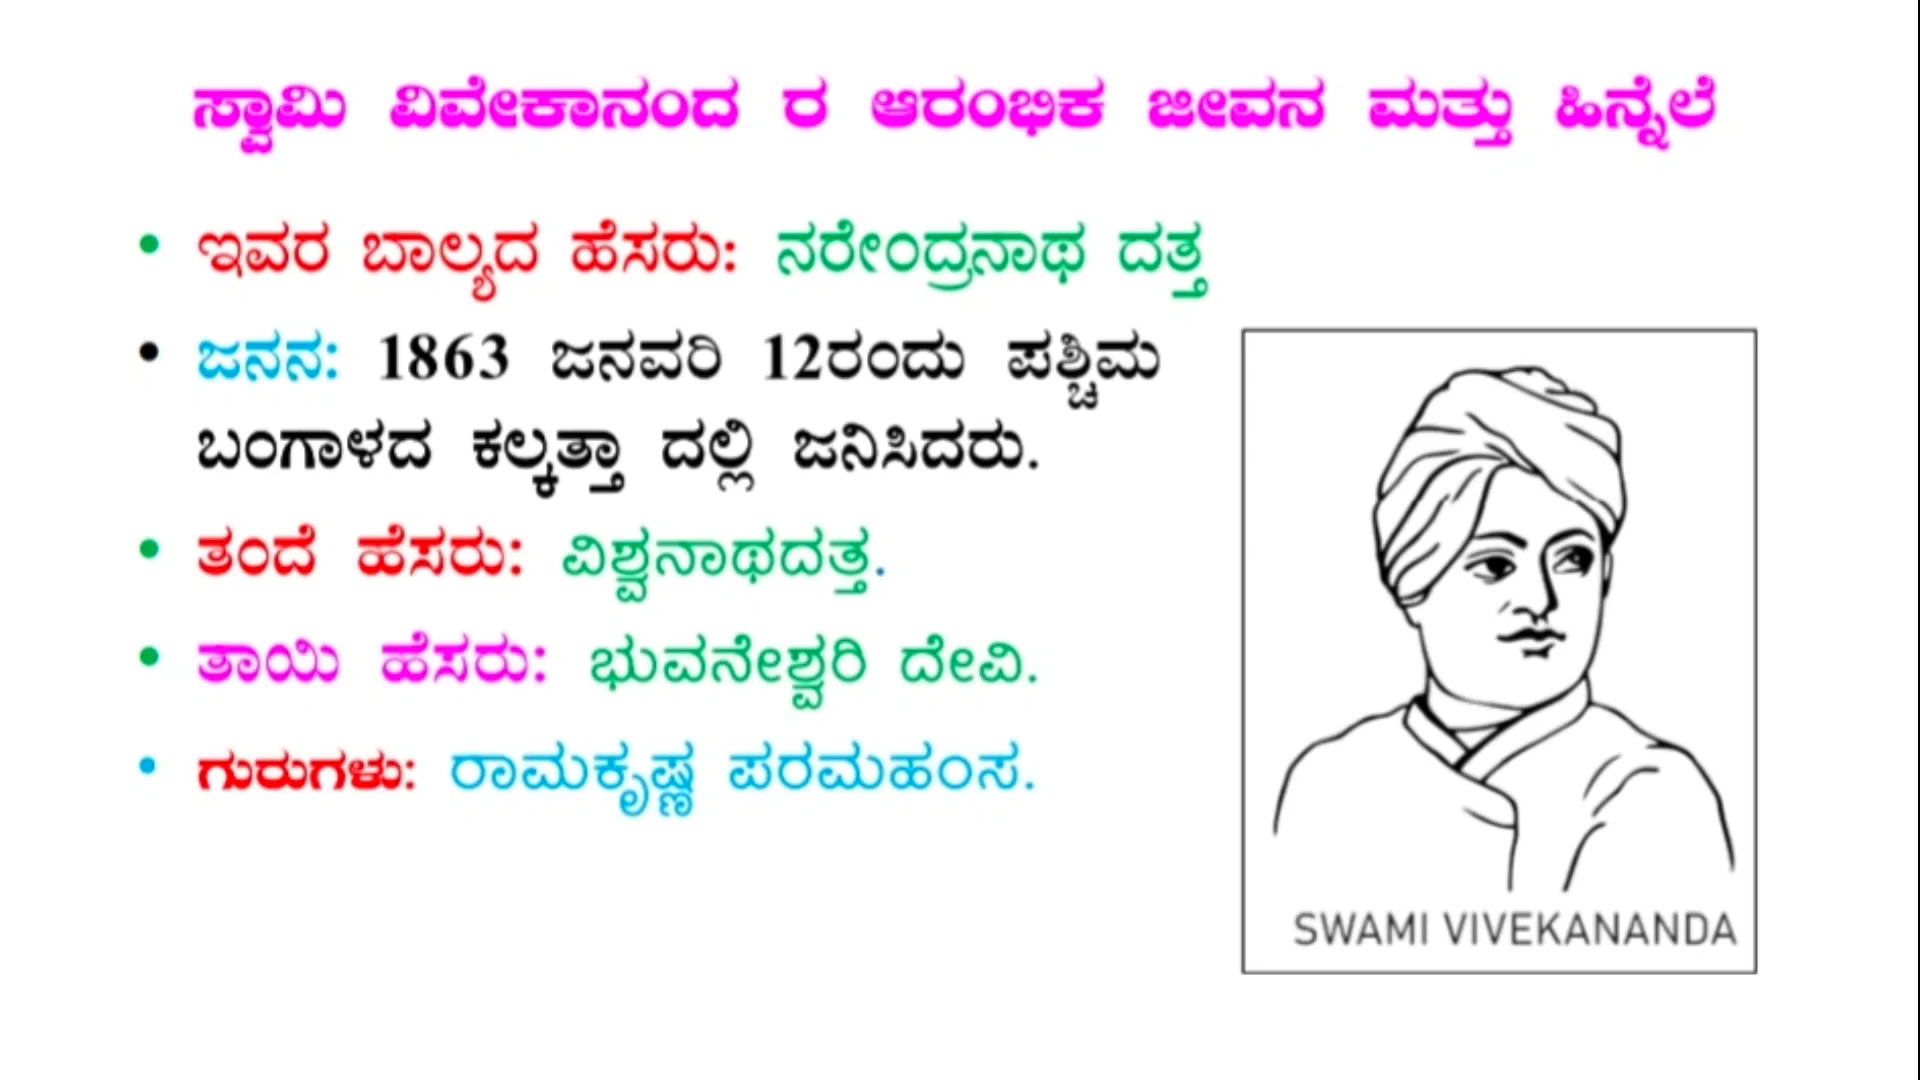 ಸ್ವಾಮಿ ವಿವೇಕಾನಂದ ರ ಆರಂಭಿಕ ಜೀವನ ಮತ್ತು ಹಿನ್ನೆಲೆ
• ಇವರ ಬಾಲ್ಯದ ಹೆಸರು: ನರೇಂದ್ರನಾಥ ದತ್ತ
• ಜನನ: 1863 ಜನವರಿ 12ರಂದು ಪಶ್ಚಿಮ
ಬಂಗಾಳದ ಕಲ್ಕತ್ತಾ ದಲ್ಲಿ ಜನಿಸಿದರು.
• ತಂದೆ ಹೆಸರು: ವಿಶ್ವನಾಥದತ್ತ.
• ತಾಯಿ ಹೆಸರು: ಭುವನೇಶ್ವರಿ ದೇವಿ.
• ಗುರುಗಳು: ರಾಮಕೃಷ್ಣ ಪರಮಹಂಸ.
SWAMI VIVEKANANDA